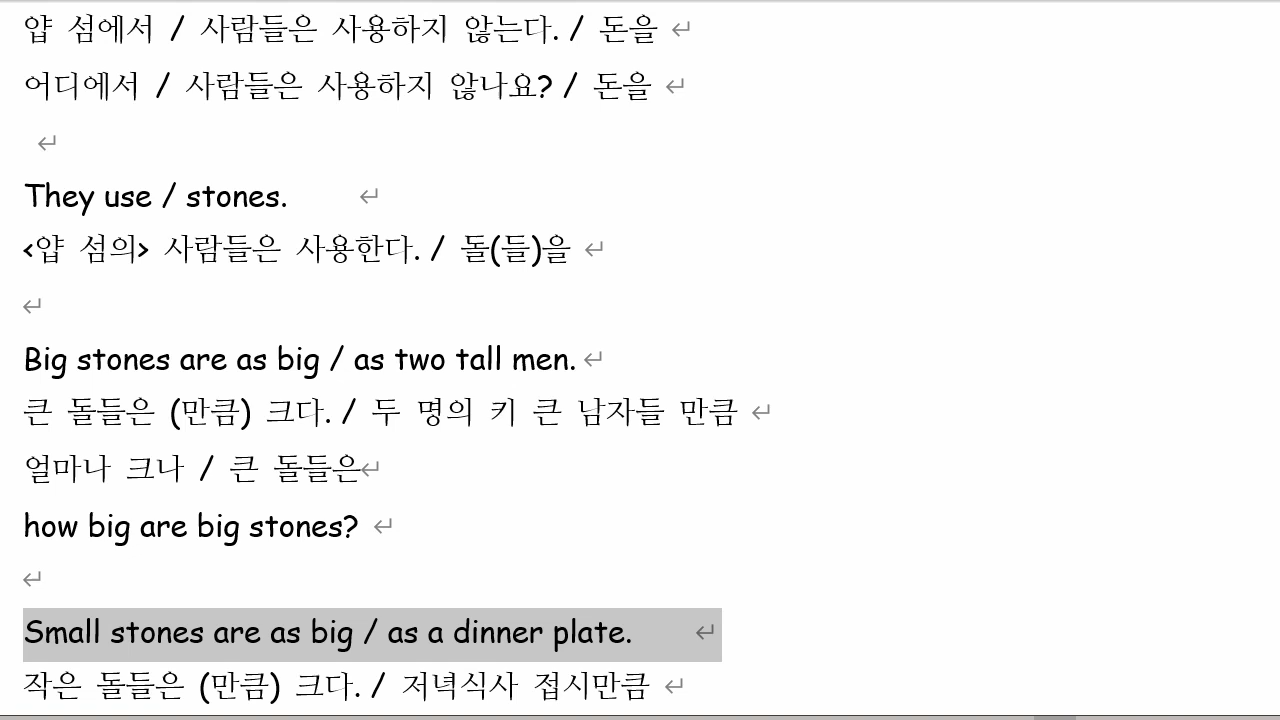 얍 섬에서 / 사람들은 사용하지 않는다. / 돈을
어디에서 / 사람들은 사용하지 않나요? / 돈을
They use / stones.
<얍 섬의> 사람들은 사용한다. / 돌(들)을
Big stones are as big / as two tall men.
큰 돌들은 (만큼) 크다. / 두 명의 키 큰 남자들 만큼
얼마나 크나 / 큰 돌들은
how big are big stones?
Small stones are as big / as a dinner plate.
작은 돌들은 (만큼) 크다. / 저녁식사 접시만큼